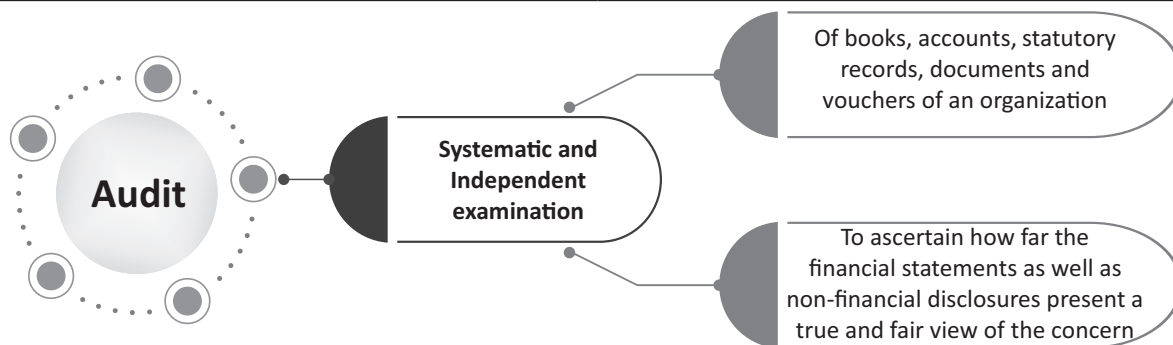 Audit
Systematic and
Independent
examination
Of books, accounts, statutory
records, documents and
vouchers of an organization
To ascertain how far the
financial statements as well as
non-financial disclosures present a
true and fair view of the concern